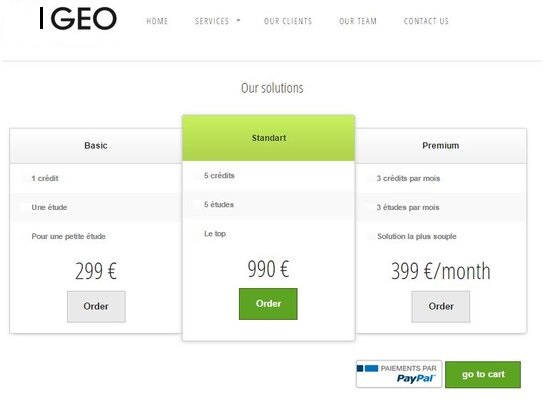 IGEO
HOME SERVICES OUR CLIENTS OUR TEAM CONTACT US
Our solutions
Basic
1 crédit
Une étude
Pour une petite étude
299 €
Order
Standart
5 crédits
5 études
Le top
990 €
Order
Premium
3 crédits par mois
3 études par mois
Solution la plus souple
399 €/month
Order
PAIEMENTS PAR
PayPal
go to cart